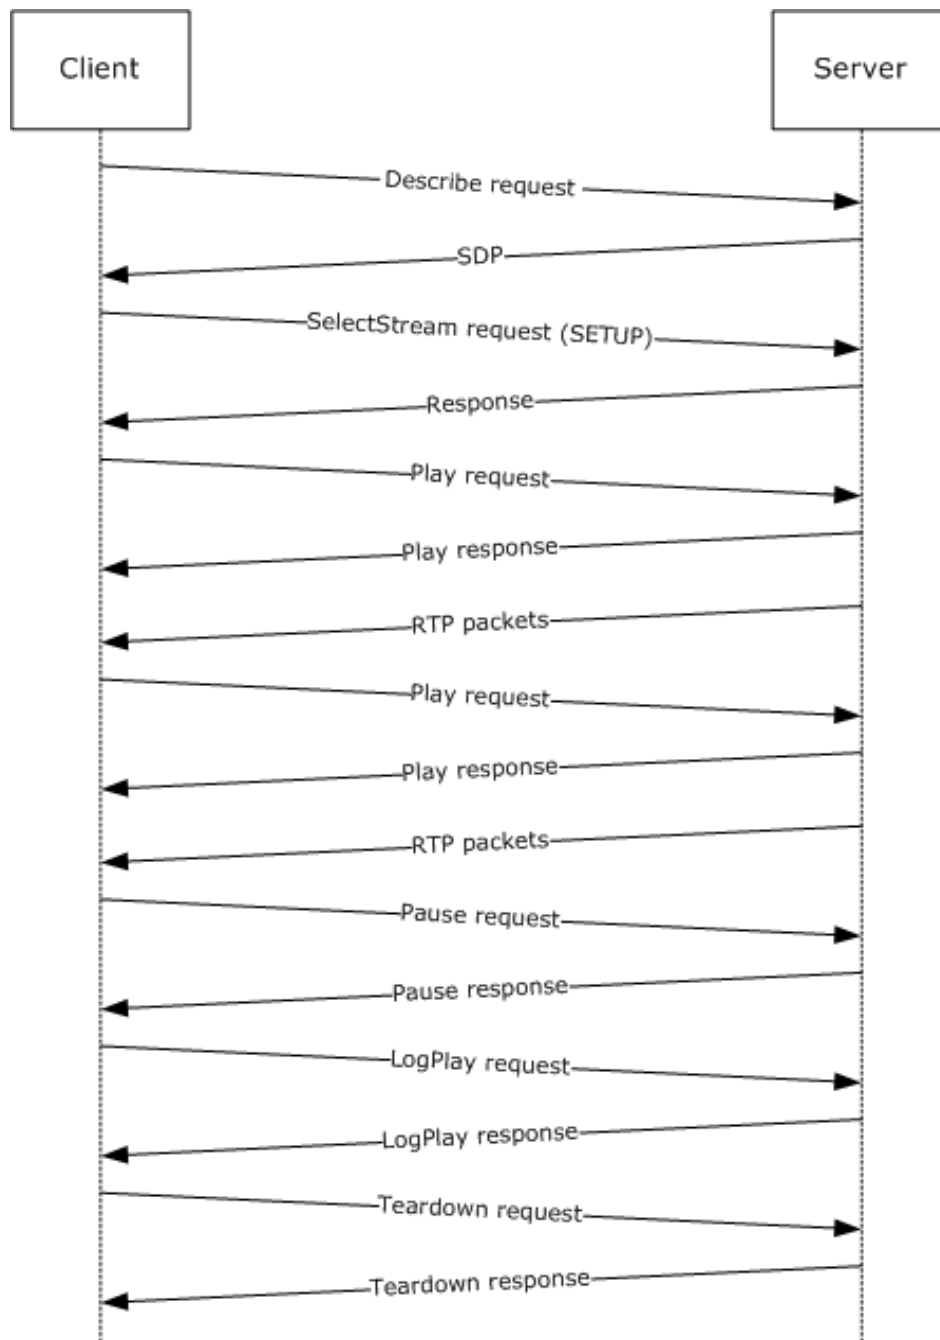 Client
Server
Describe request
SDP
SelectStream request (SETUP)
Response
Play request
Play response
RTP packets
Play request
Play response
RTP packets
Pause request
Pause response
LogPlay request
LogPlay response
Teardown request
Teardown response